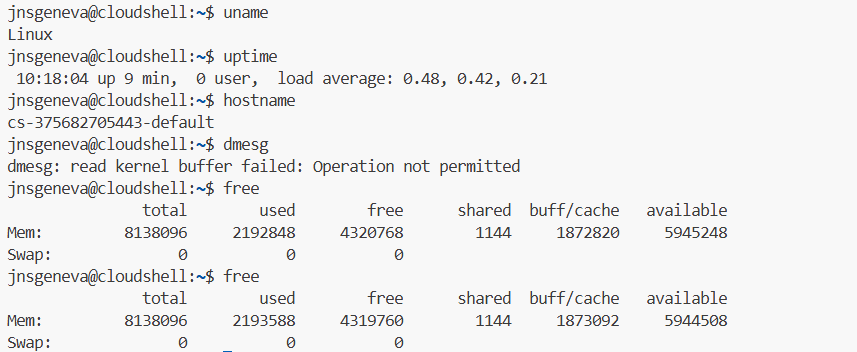 jnsgeneva@cloudshell:~$ uname
Linux
jnsgeneva@cloudshell:~$ uptime
 10:18:04 up 9 min,  0 user,  load average: 0.48, 0.42, 0.21
jnsgeneva@cloudshell:~$ hostname
cs-375682705443-default
jnsgeneva@cloudshell:~$ dmesg
dmesg: read kernel buffer failed: Operation not permitted
jnsgeneva@cloudshell:~$ free
               total        used        free      shared  buff/cache   available
Mem:         8138096     2192848     4320768        1144     1872820     5945248
Swap:              0           0           0
jnsgeneva@cloudshell:~$ free
               total        used        free      shared  buff/cache   available
Mem:         8138096     2193588     4319760        1144     1873092     5944508
Swap:              0           0           0